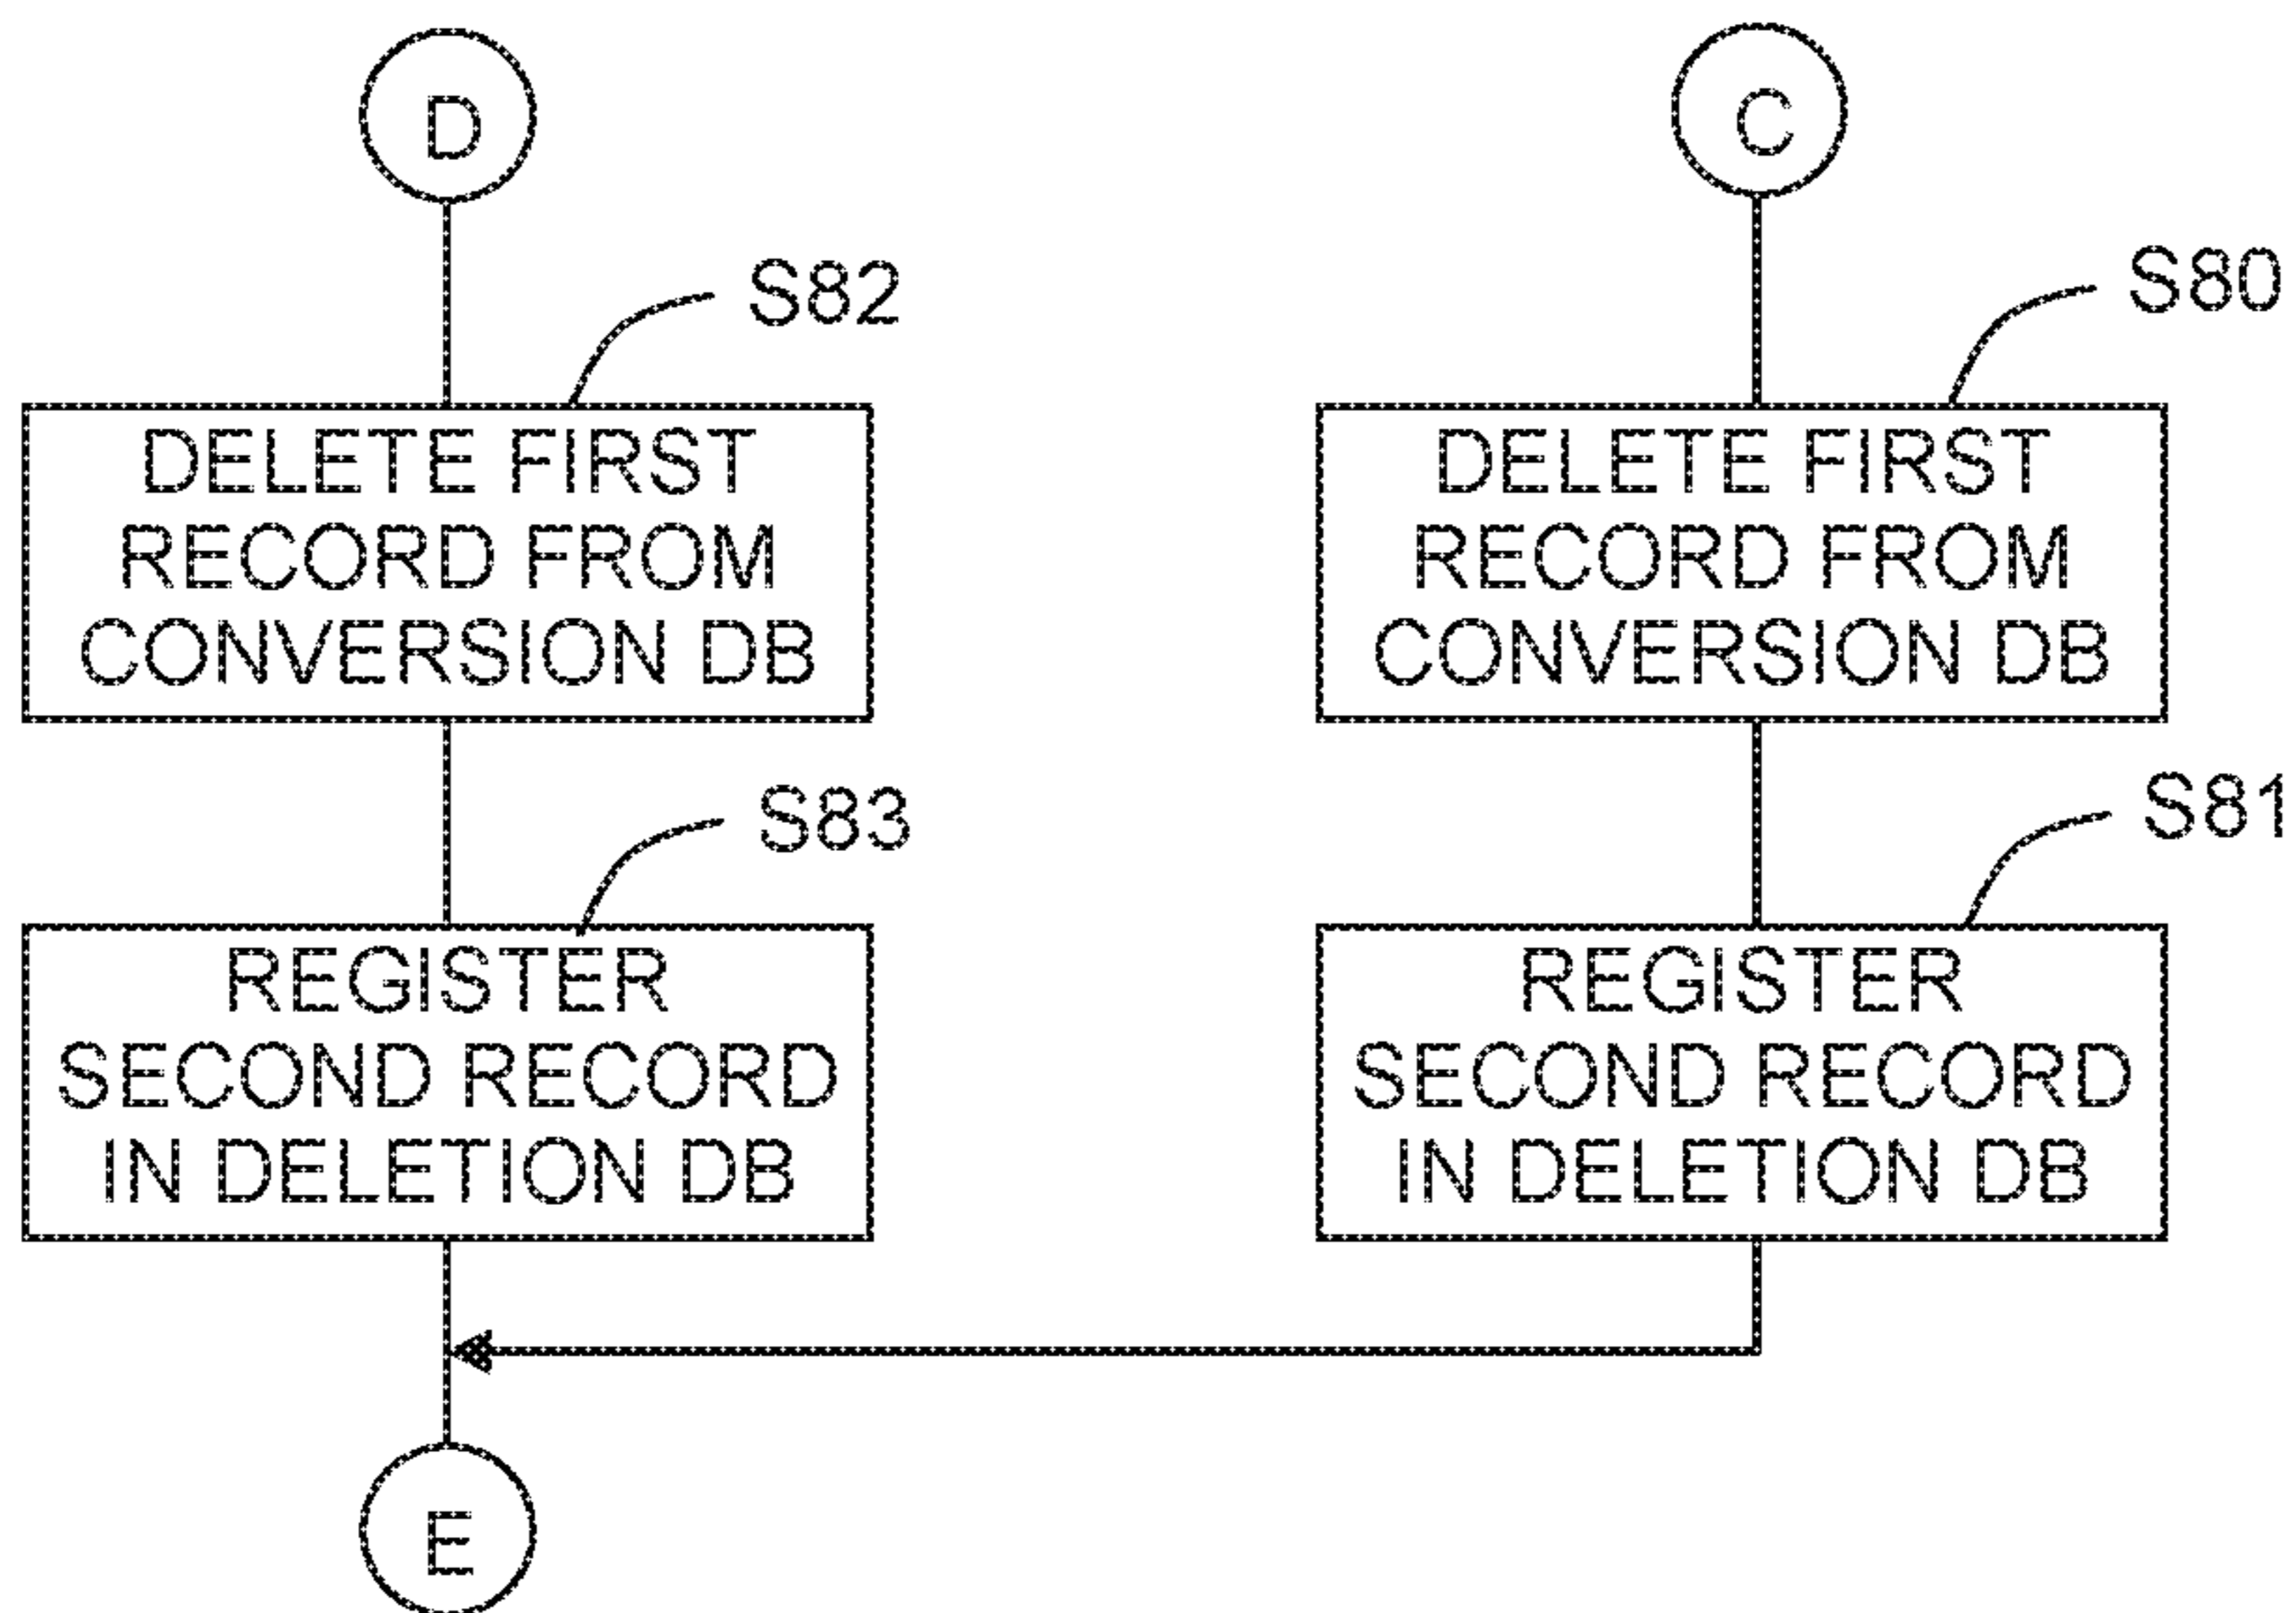 D
S82
DELETE FIRST
RECORD FROM
CONVERSION DB
S83
REGISTER
SECOND RECORD
IN DELETION DB
E
C
S80
DELETE FIRST
RECORD FROM
CONVERSION DB
S81
REGISTER
SECOND RECORD
IN DELETION DB